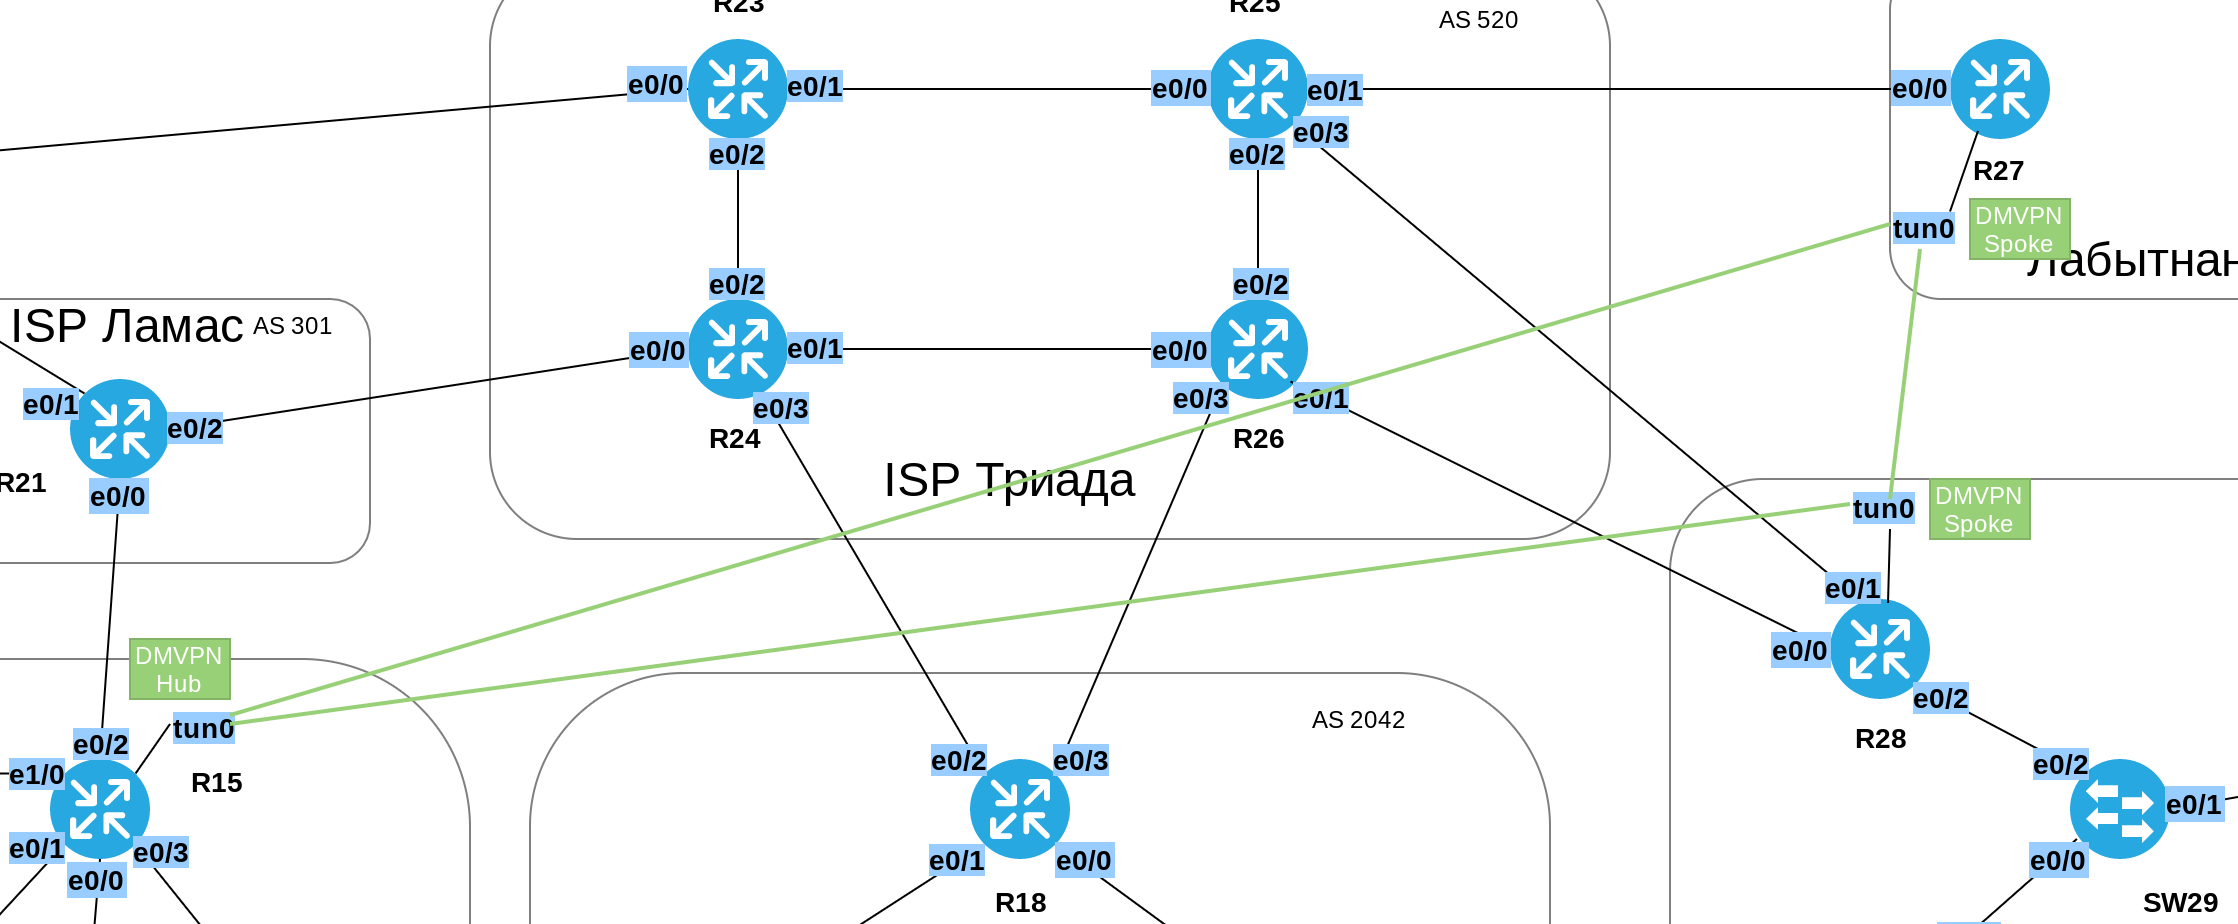 R23
R25
AS 520
e0/0
e0/1
e0/0
e0/1
e0/0
e0/3
e0/2
e0/2
R27
DMVPN
Spoke
tun0
e0/2
e0/2
ISP Ламас
AS 301
e0/0
e0/1
e0/0
e0/1
e0/2
e0/3
e0/3
e0/1
R24
R26
ISP Триада
R21
e0/0
tun0
DMVPN
Spoke
e0/1
DMVPN
Hub
tun0
e0/0
e0/2
AS 2042
e0/2
R28
e1/0
R15
e0/2
e0/3
e0/2
e0/1
e0/1
e0/3
e0/0
e0/1
e0/0
e0/0
R18
SW29